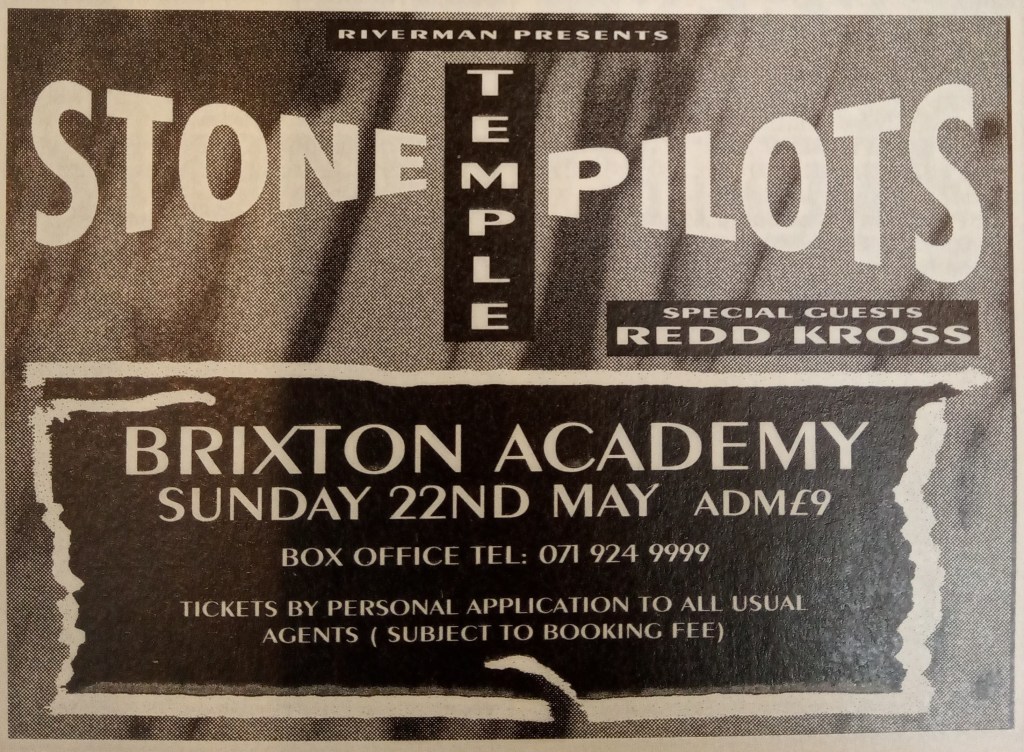 RIVERMAN PRESENTS
STONE TEMPLE PILOTS
SPECIAL GUESTS
REDD KROSS
BRIXTON ACADEMY
SUNDAY 22ND MAY ADM£9
BOX OFFICE TEL: 071 924 9999
TICKETS BY PERSONAL APPLICATION TO ALL USUAL
AGENTS ( SUBJECT TO BOOKING FEE)